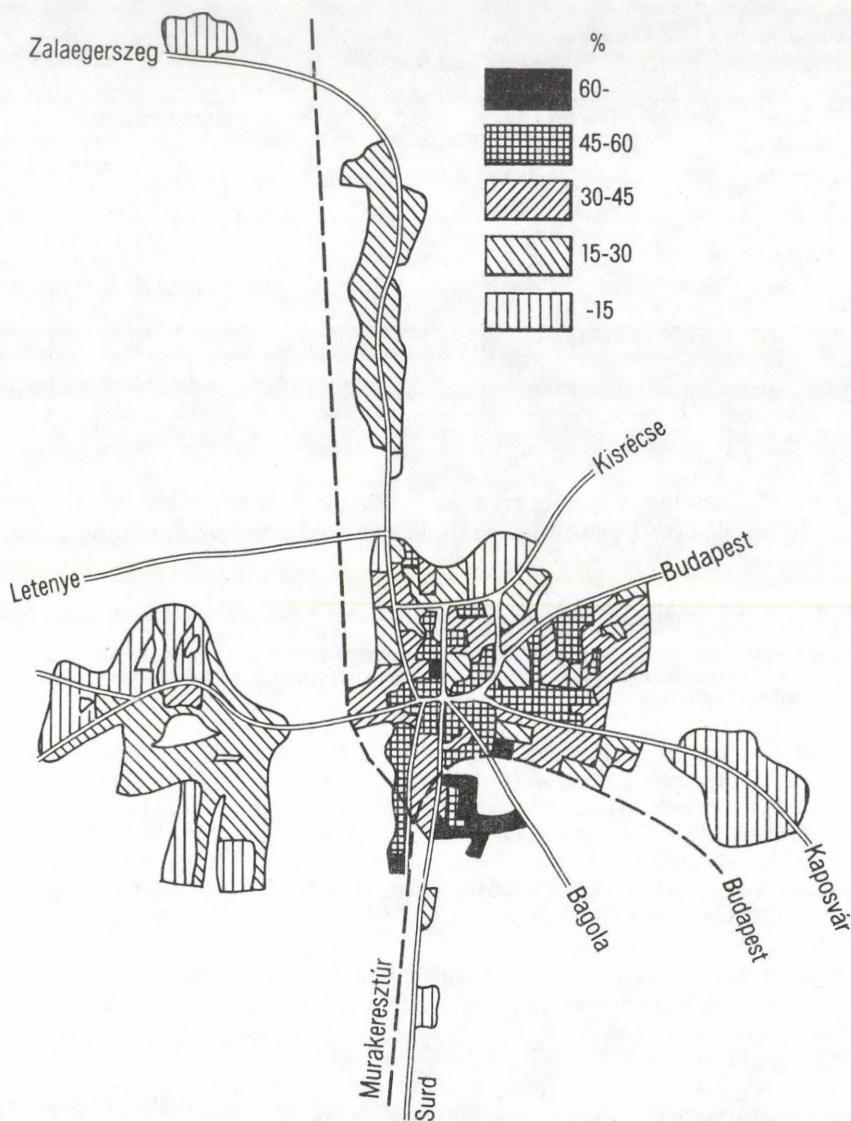 Zalaegerszeg
%
60-
45-60
30-45
15-30
-15
Kisrécse
Budapest
Letenye
Kaposvár
Budapest
Bagola
Murakeresztúr
Surd